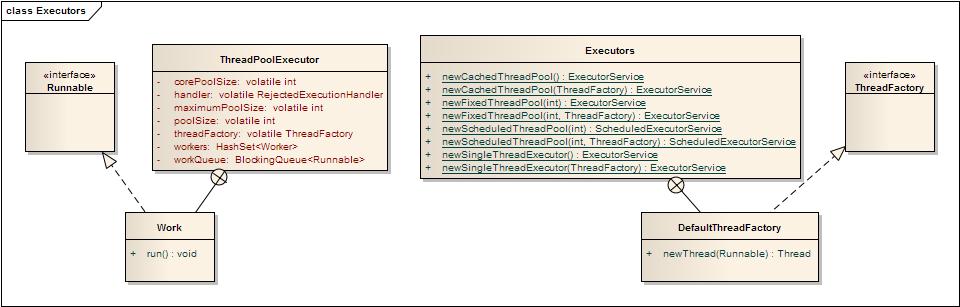 class Executors
«interface»
Runnable
ThreadPoolExecutor
- corePoolSize: volatile int
- handler: volatile RejectedExecutionHandler
- maximumPoolSize: volatile int
- poolSize: volatile int
- threadFactory: volatile ThreadFactory
- workers: HashSet<Worker>
- workQueue: BlockingQueue<Runnable>
Executors
+ newCachedThreadPool() : ExecutorService
+ newCachedThreadPool(ThreadFactory) : ExecutorService
+ newFixedThreadPool(int) : ExecutorService
+ newFixedThreadPool(int, ThreadFactory) : ExecutorService
+ newScheduledThreadPool(int) : ScheduledExecutorService
+ newScheduledThreadPool(int, ThreadFactory) : ScheduledExecutorService
+ newSingleThreadExecutor() : ExecutorService
+ newSingleThreadExecutor(ThreadFactory) : ExecutorService
«interface»
ThreadFactory
Work
+ run() : void
DefaultThreadFactory
+ newThread(Runnable) : Thread